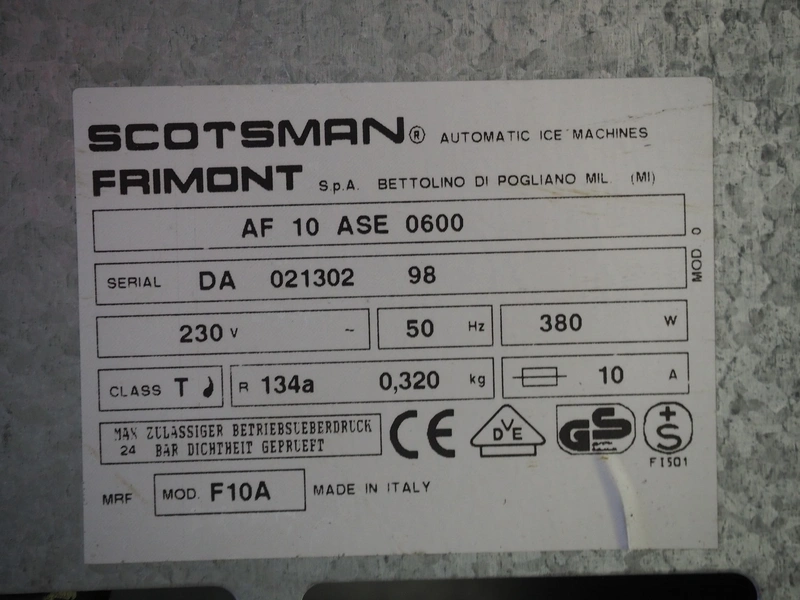 SCOTSMAN® AUTOMATIC ICE MACHINES
FRIMONT S.p.A. BETTOLINO DI POGLIANO MIL (MI)
AF 10 ASE 0600
MOD 0
SERIAL DA 021302 98
230 V ~ 50 Hz 380 W
CLASS T R 134a 0,320 kg 10 A
MAX ZULÄSSIGER BETRIEBSUEBERDRUCK
24 BAR DICHTHEIT GEPRUEFT
CE DVE GS +S
F1501
MRF MOD. F10A MADE IN ITALY